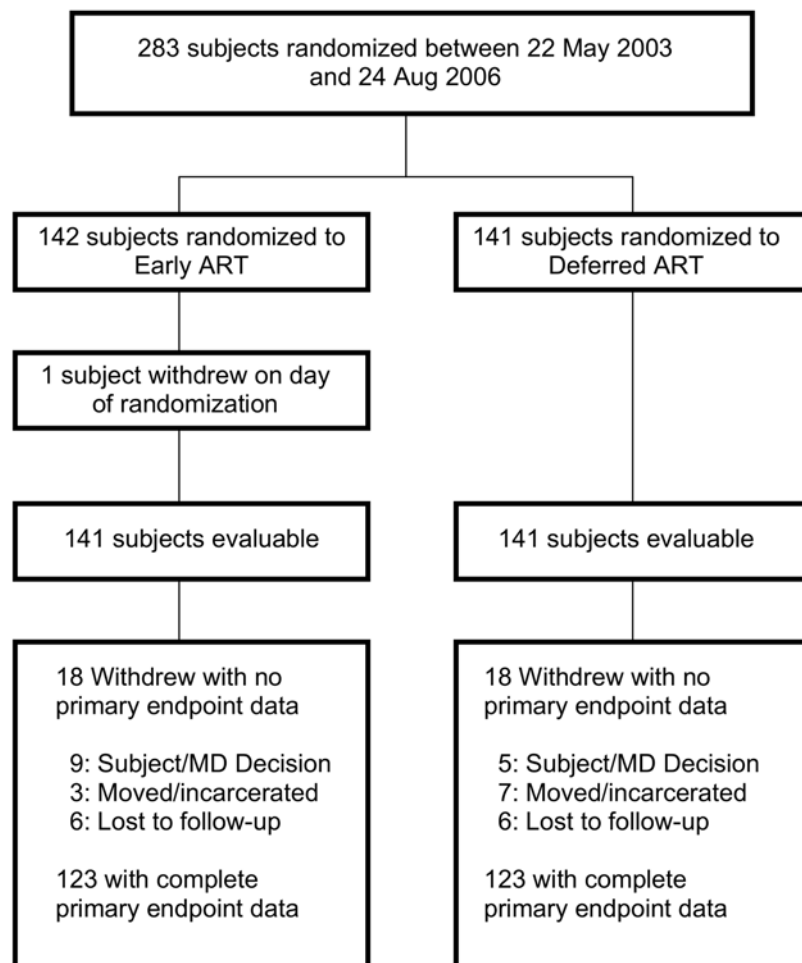 283 subjects randomized between 22 May 2003
and 24 Aug 2006
142 subjects randomized to
Early ART
141 subjects randomized to
Deferred ART
1 subject withdrew on day
of randomization
141 subjects evaluable
141 subjects evaluable
18 Withdrew with no
primary endpoint data
9: Subject/MD Decision
3: Moved/incarcerated
6: Lost to follow-up
123 with complete
primary endpoint data
18 Withdrew with no
primary endpoint data
5: Subject/MD Decision
7: Moved/incarcerated
6: Lost to follow-up
123 with complete
primary endpoint data